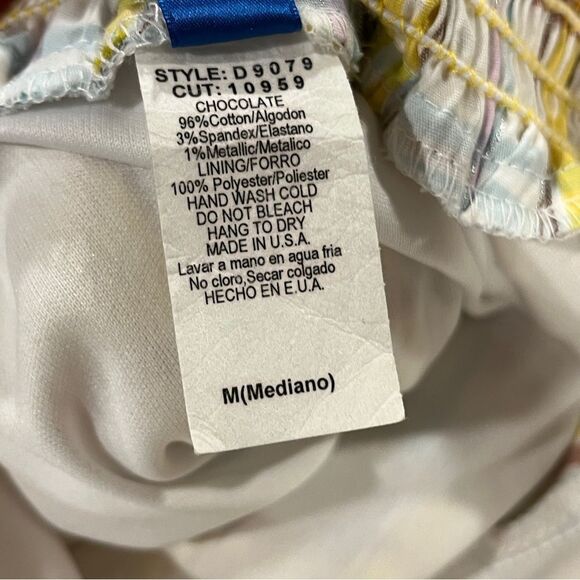 STYLE: D9079
CUT: 10959
CHOCOLATE
96%Cotton/Algodon
3%Spandex/Elastano
1%Metallic/Metalico
LINING/FORRO
100% Polyester/Poliester
HAND WASH COLD
DO NOT BLEACH
HANG TO DRY
MADE IN U.S.A.
Lavar a mano en agua fria
No cloro,Secar colgado
HECHO EN E.U.A.
M(Mediano)